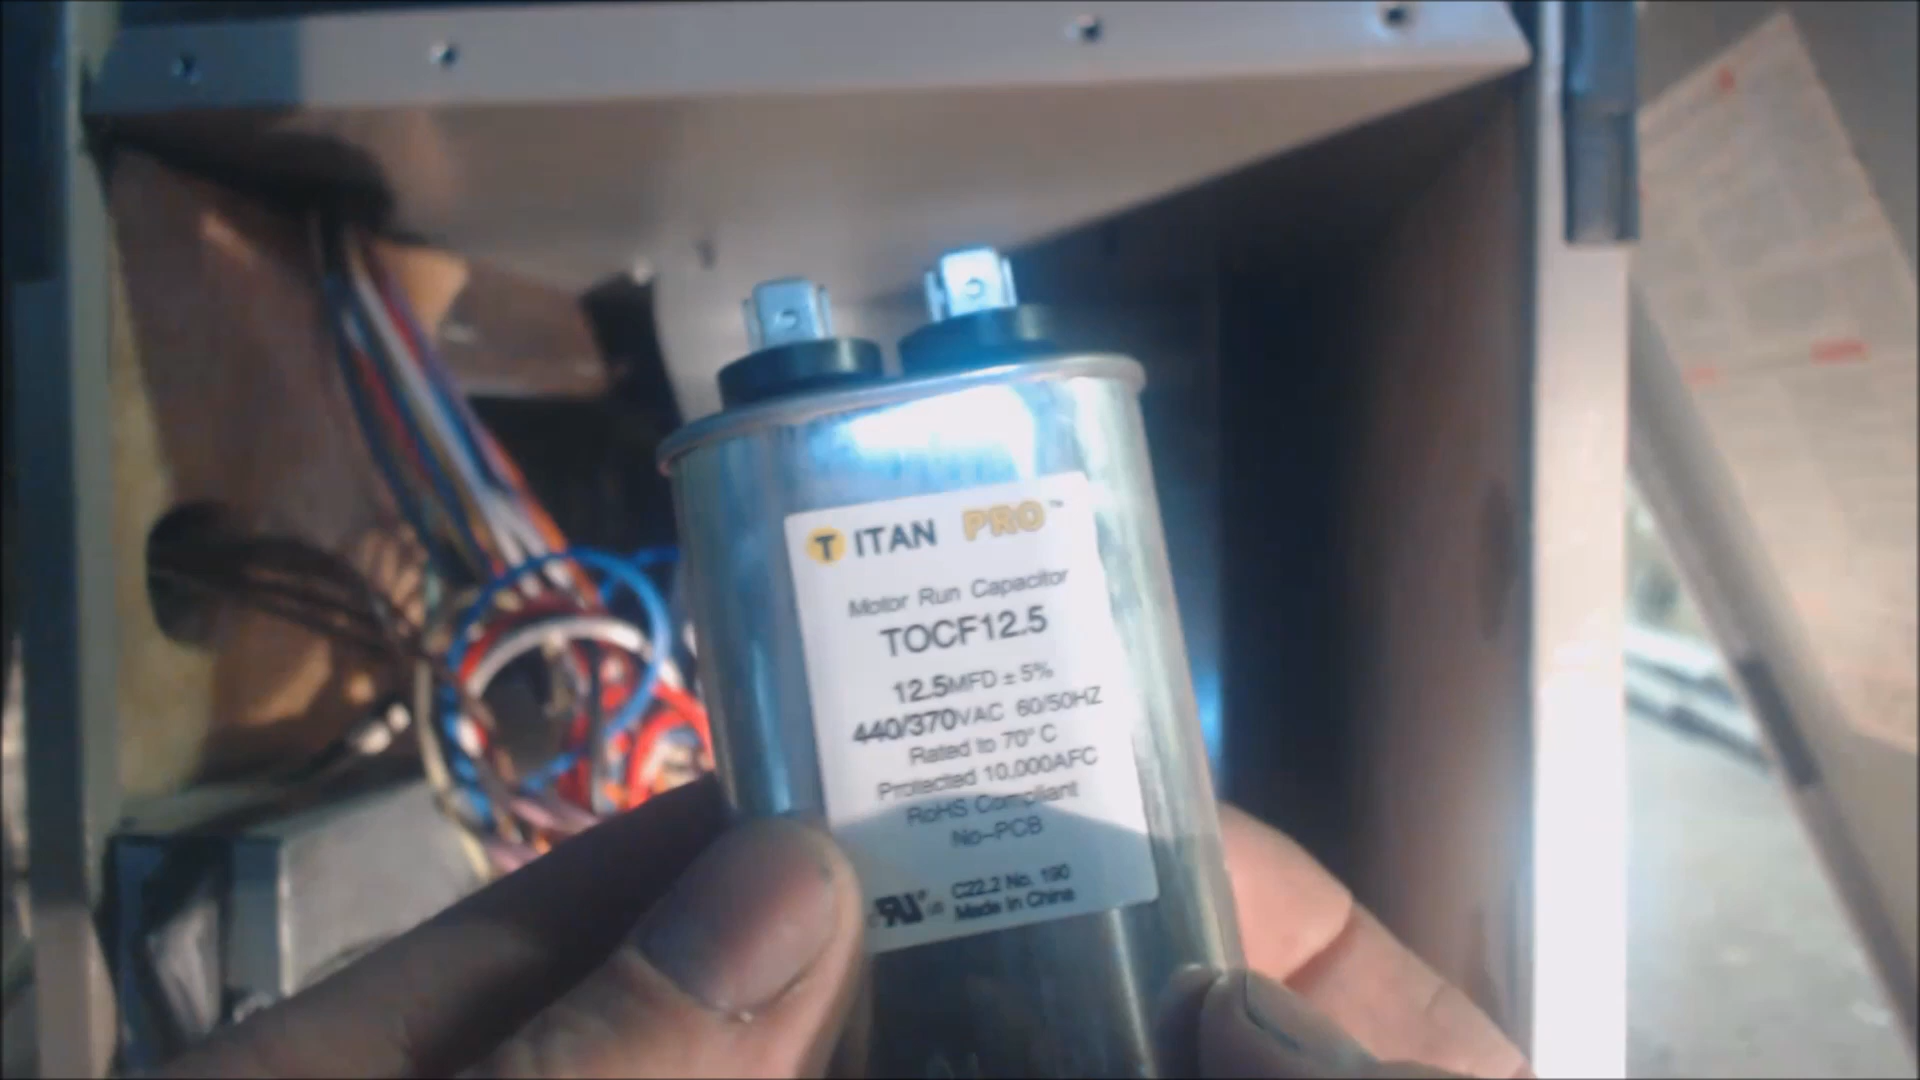 TITAN PRO™
Motor Run Capacitor
TOCF12.5
12.5MFD ± 5%
440/370VAC 60/50HZ
Rated to 70° C
Protected 10,000AFC
RoHS Compliant
No-PCB
C22.2 No. 190
Made in China